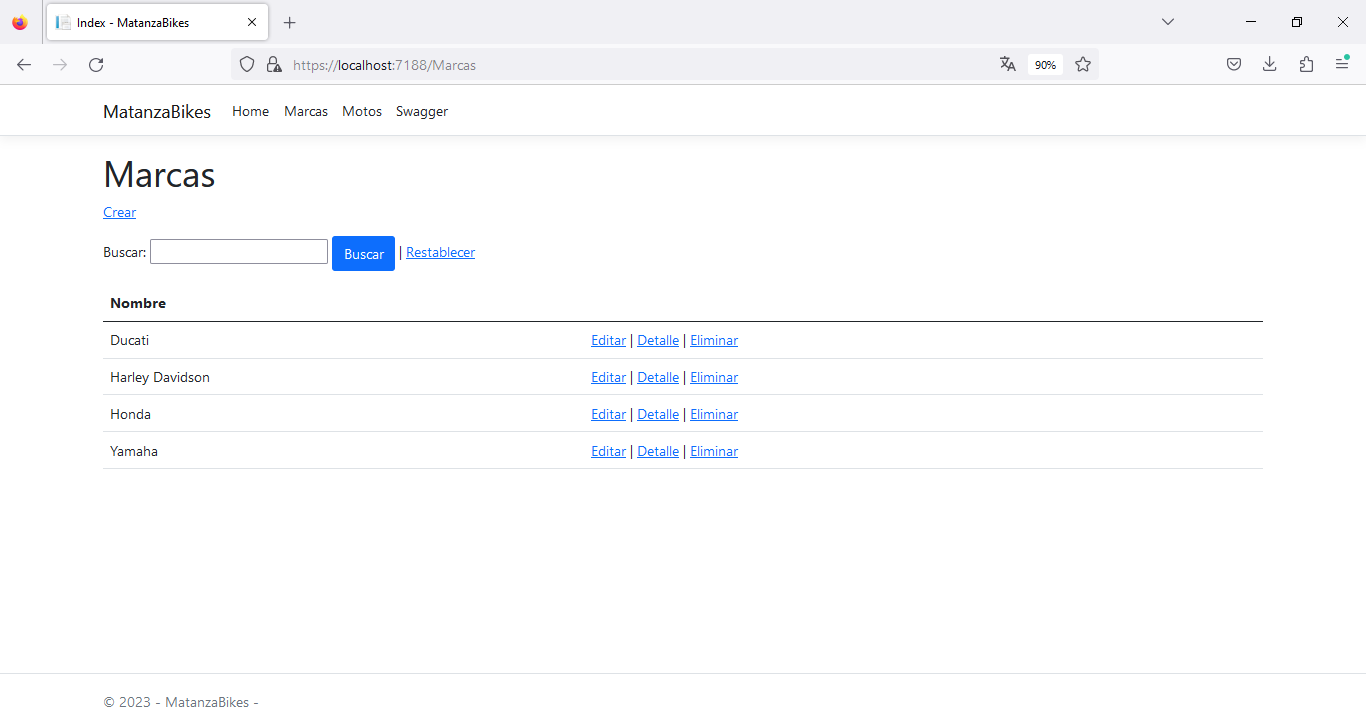 Index - MatanzaBikes
https://localhost:7188/Marcas
90%
MatanzaBikes Home Marcas Motos Swagger
Marcas
Crear
Buscar: Buscar | Restablecer
Nombre
Ducati Editar | Detalle | Eliminar
Harley Davidson Editar | Detalle | Eliminar
Honda Editar | Detalle | Eliminar
Yamaha Editar | Detalle | Eliminar
© 2023 - MatanzaBikes -